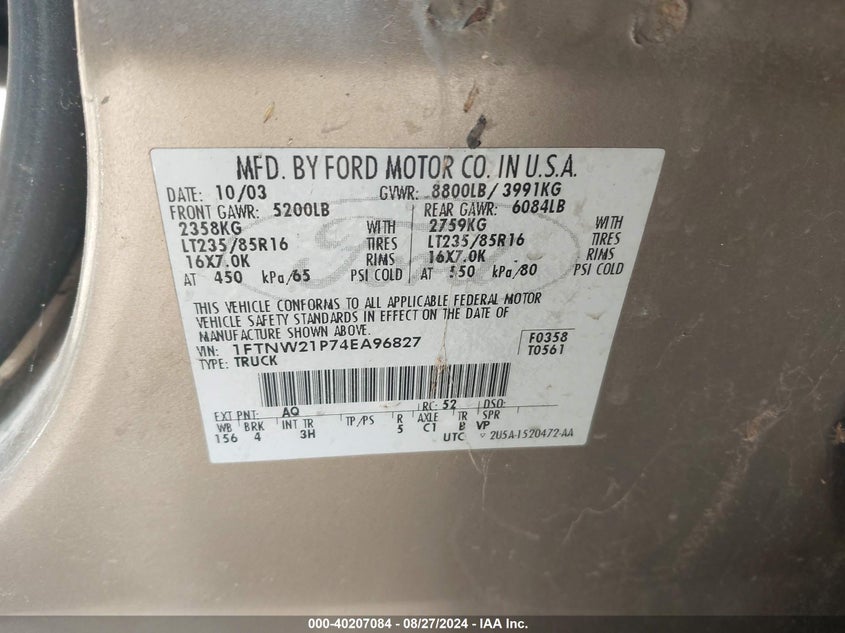 MFD. BY FORD MOTOR CO. IN U.S.A.
DATE: 10/03 GVWR: 8800LB/ 3991KG
FRONT GAWR: 5200LB REAR GAWR: 6084LB
2358KG WITH 2759KG WITH
LT235/85R16 TIRES LT235/85R16 TIRES
16X7.0K RIMS 16X7.0K RIMS
AT 450 kPa/65 PSI COLD AT 550 kPa/80 PSI COLD
THIS VEHICLE CONFORMS TO ALL APPLICABLE FEDERAL MOTOR
VEHICLE SAFETY STANDARDS IN EFFECT ON THE DATE OF
MANUFACTURE SHOWN ABOVE.
VIN: 1FTNW21P74EA96827 F0358
TYPE: TRUCK T0561
EXT PNT: AQ RC: 52 DSO:
WB BRK INT TR TP/PS R AXLE TR SPR
156 4 3H 5 C1 B VP
UTC 2U5A-1520472-AA
Ford
000-40207084 - 08/27/2024 - IAA Inc.